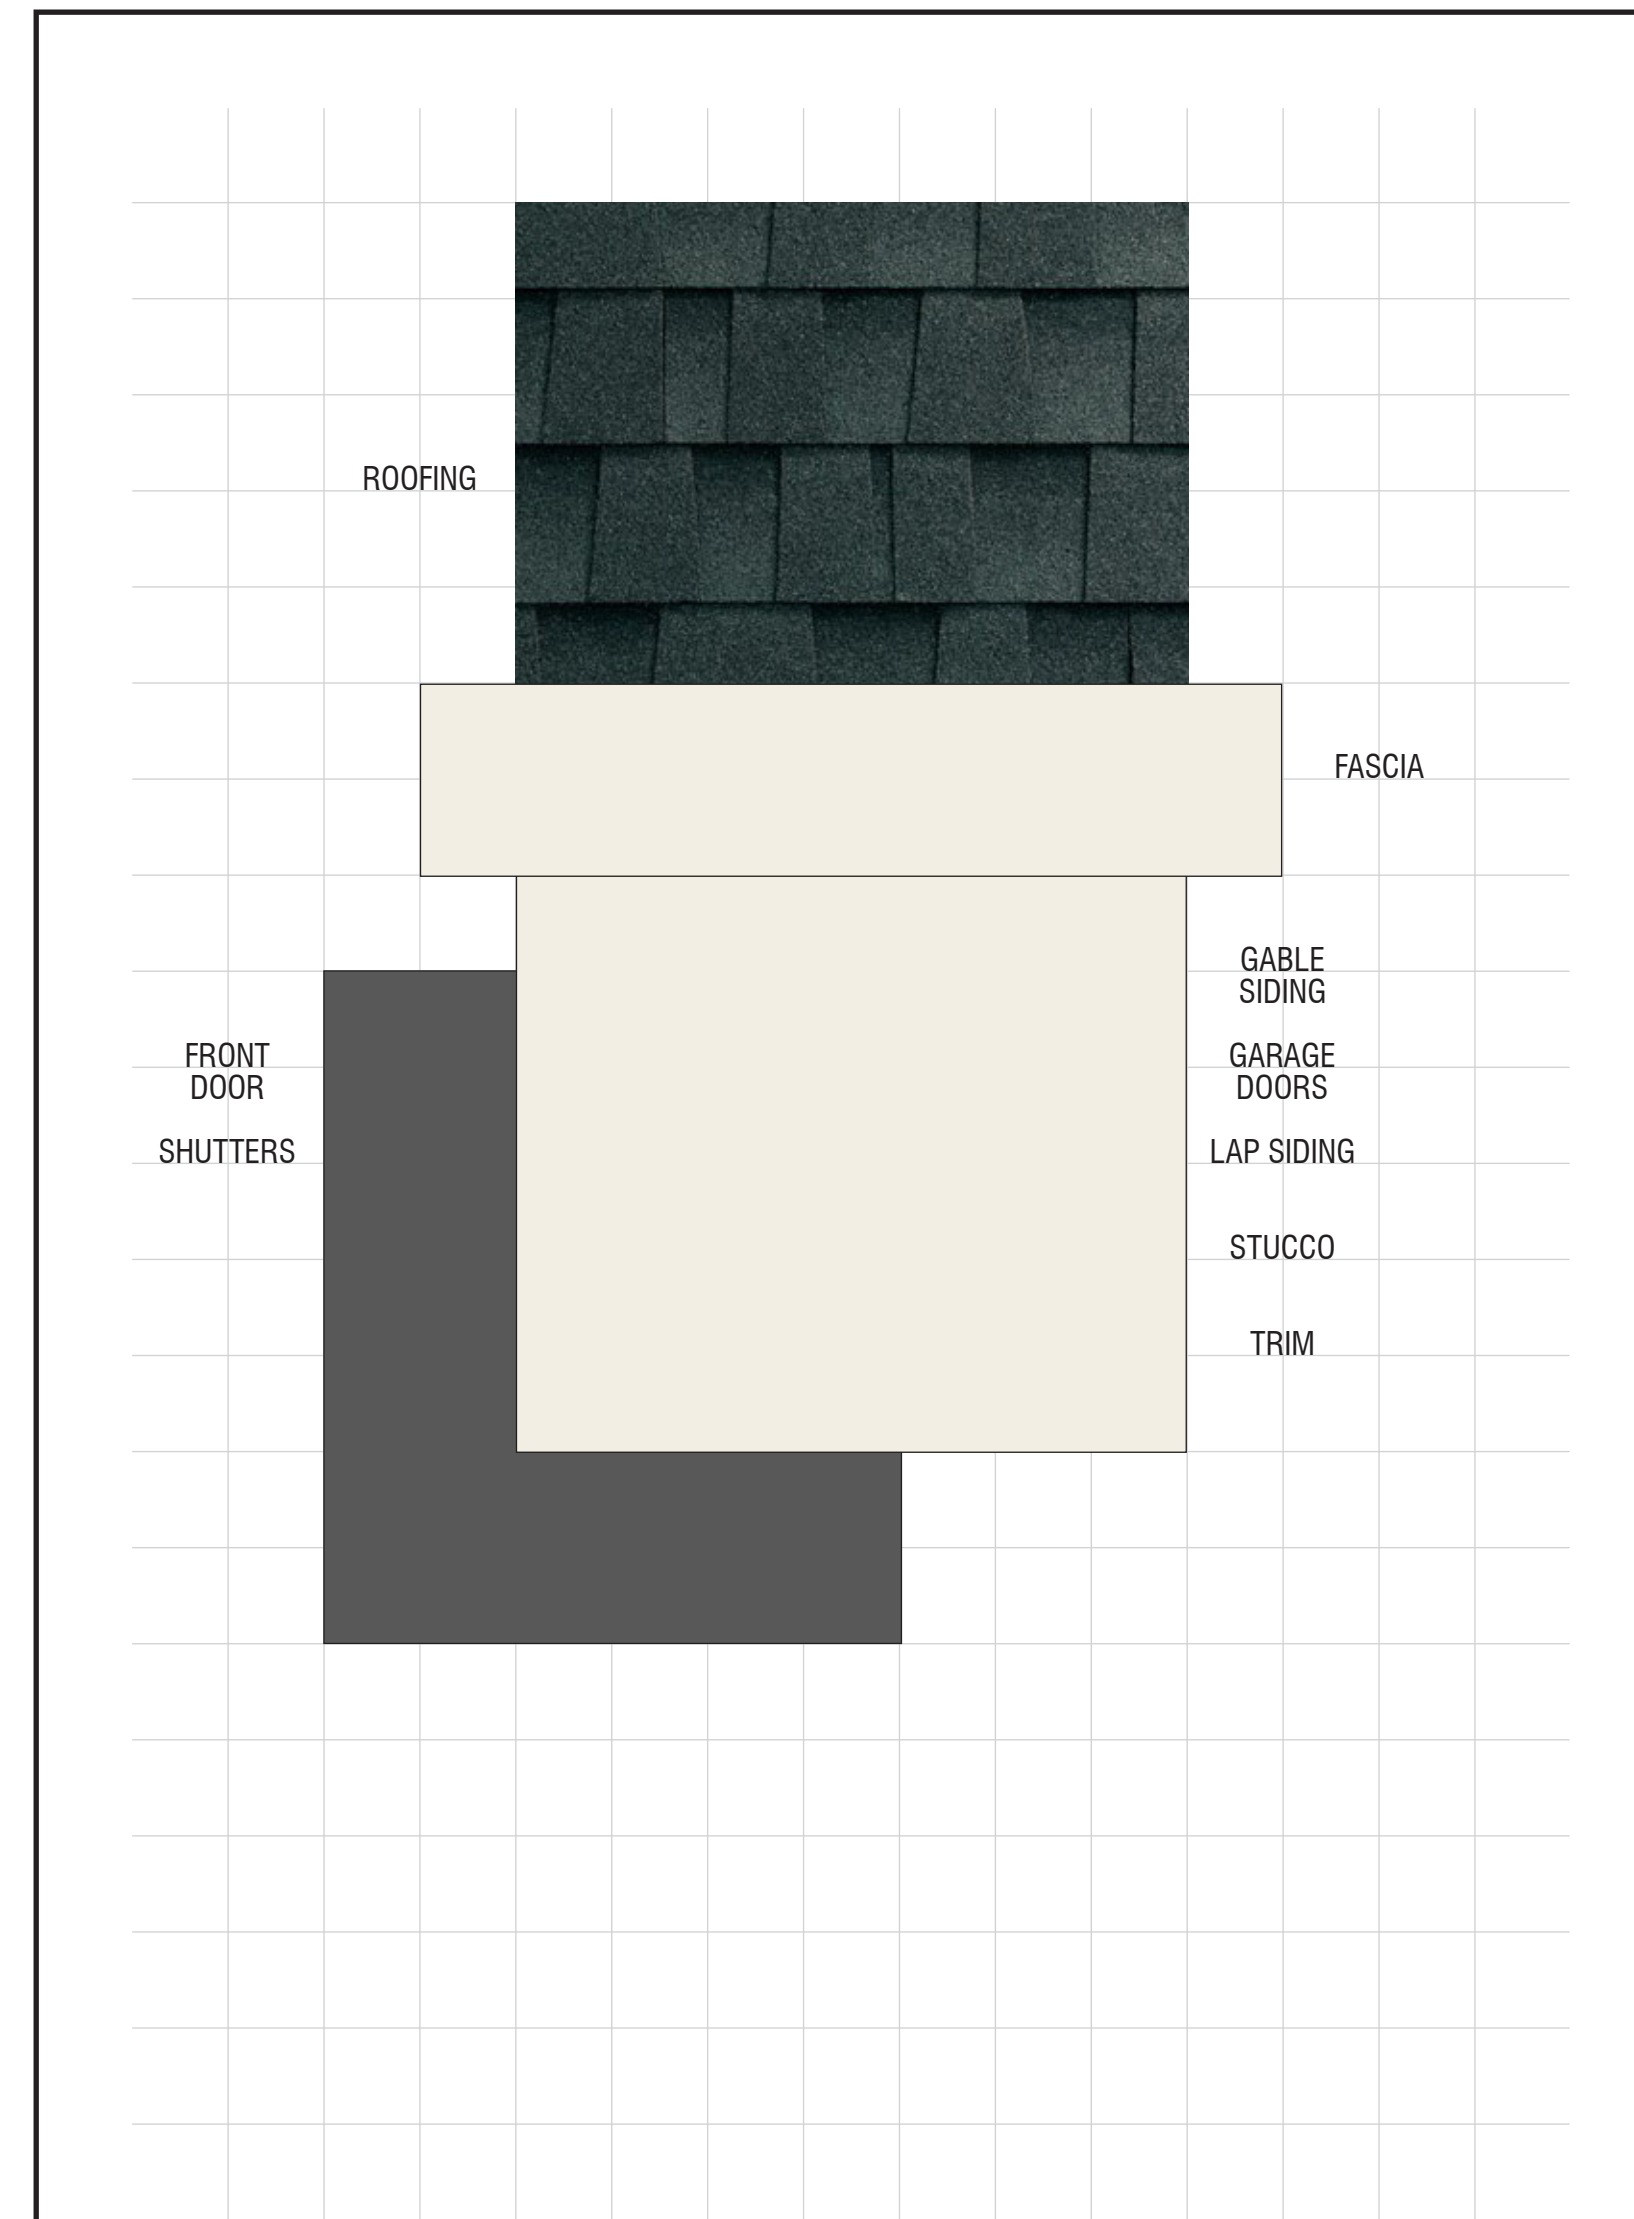 ROOFING
FASCIA
GABLE
SIDING
FRONT
DOOR
GARAGE
DOORS
SHUTTERS
LAP SIDING
STUCCO
TRIM